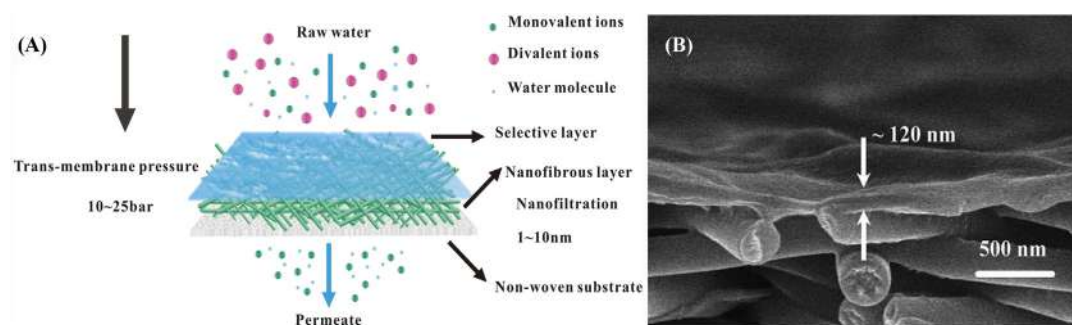 (A)
Raw water
Monovalent ions
Divalent ions
Water molecule
Selective layer
Trans-membrane pressure
10~25bar
Nanofibrous layer
Nanofiltration
1~10nm
Non-woven substrate
Permeate
(B)
~ 120 nm
500 nm